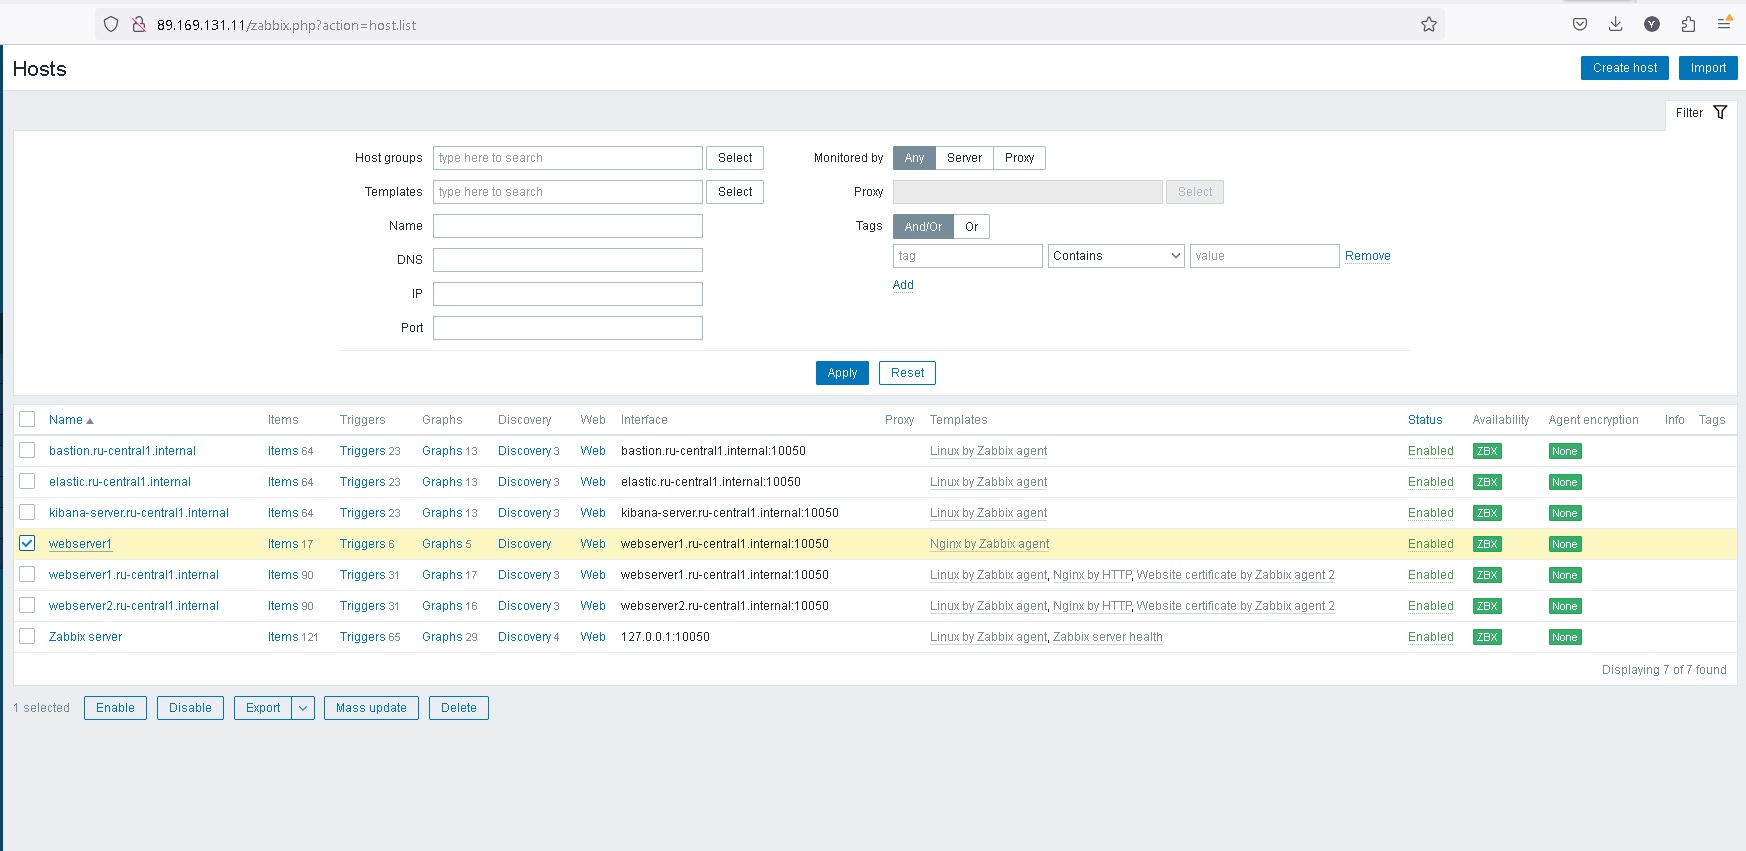 89.169.131.11/zabbix.php?action=host.list
Hosts
Create host Import
Filter
Host groups type here to search Select Monitored by Any Server Proxy
Templates type here to search Select Proxy Select
Name Tags And/Or Or
DNS tag Contains value Remove
IP Add
Port
Apply Reset
Name Items Triggers Graphs Discovery Web Interface Proxy Templates Status Availability Agent encryption Info Tags
bastion.ru-central1.internal Items 64 Triggers 23 Graphs 13 Discovery 3 Web bastion.ru-central1.internal:10050 Linux by Zabbix agent Enabled ZBX None
elastic.ru-central1.internal Items 64 Triggers 23 Graphs 13 Discovery 3 Web elastic.ru-central1.internal:10050 Linux by Zabbix agent Enabled ZBX None
kibana-server.ru-central1.internal Items 64 Triggers 23 Graphs 13 Discovery 3 Web kibana-server.ru-central1.internal:10050 Linux by Zabbix agent Enabled ZBX None
webserver1 Items 17 Triggers 6 Graphs 5 Discovery Web webserver1.ru-central1.internal:10050 Nginx by Zabbix agent Enabled ZBX None
webserver1.ru-central1.internal Items 90 Triggers 31 Graphs 17 Discovery 3 Web webserver1.ru-central1.internal:10050 Linux by Zabbix agent, Nginx by HTTP, Website certificate by Zabbix agent 2 Enabled ZBX None
webserver2.ru-central1.internal Items 90 Triggers 31 Graphs 16 Discovery 3 Web webserver2.ru-central1.internal:10050 Linux by Zabbix agent, Nginx by HTTP, Website certificate by Zabbix agent 2 Enabled ZBX None
Zabbix server Items 121 Triggers 65 Graphs 29 Discovery 4 Web 127.0.0.1:10050 Linux by Zabbix agent, Zabbix server health Enabled ZBX None
Displaying 7 of 7 found
1 selected Enable Disable Export Mass update Delete